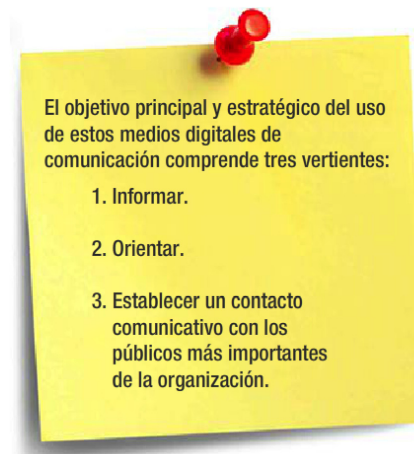 El objetivo principal y estratégico del uso
de estos medios digitales de
comunicación comprende tres vertientes:
1. Informar.
2. Orientar.
3. Establecer un contacto
comunicativo con los
públicos más importantes
de la organización.